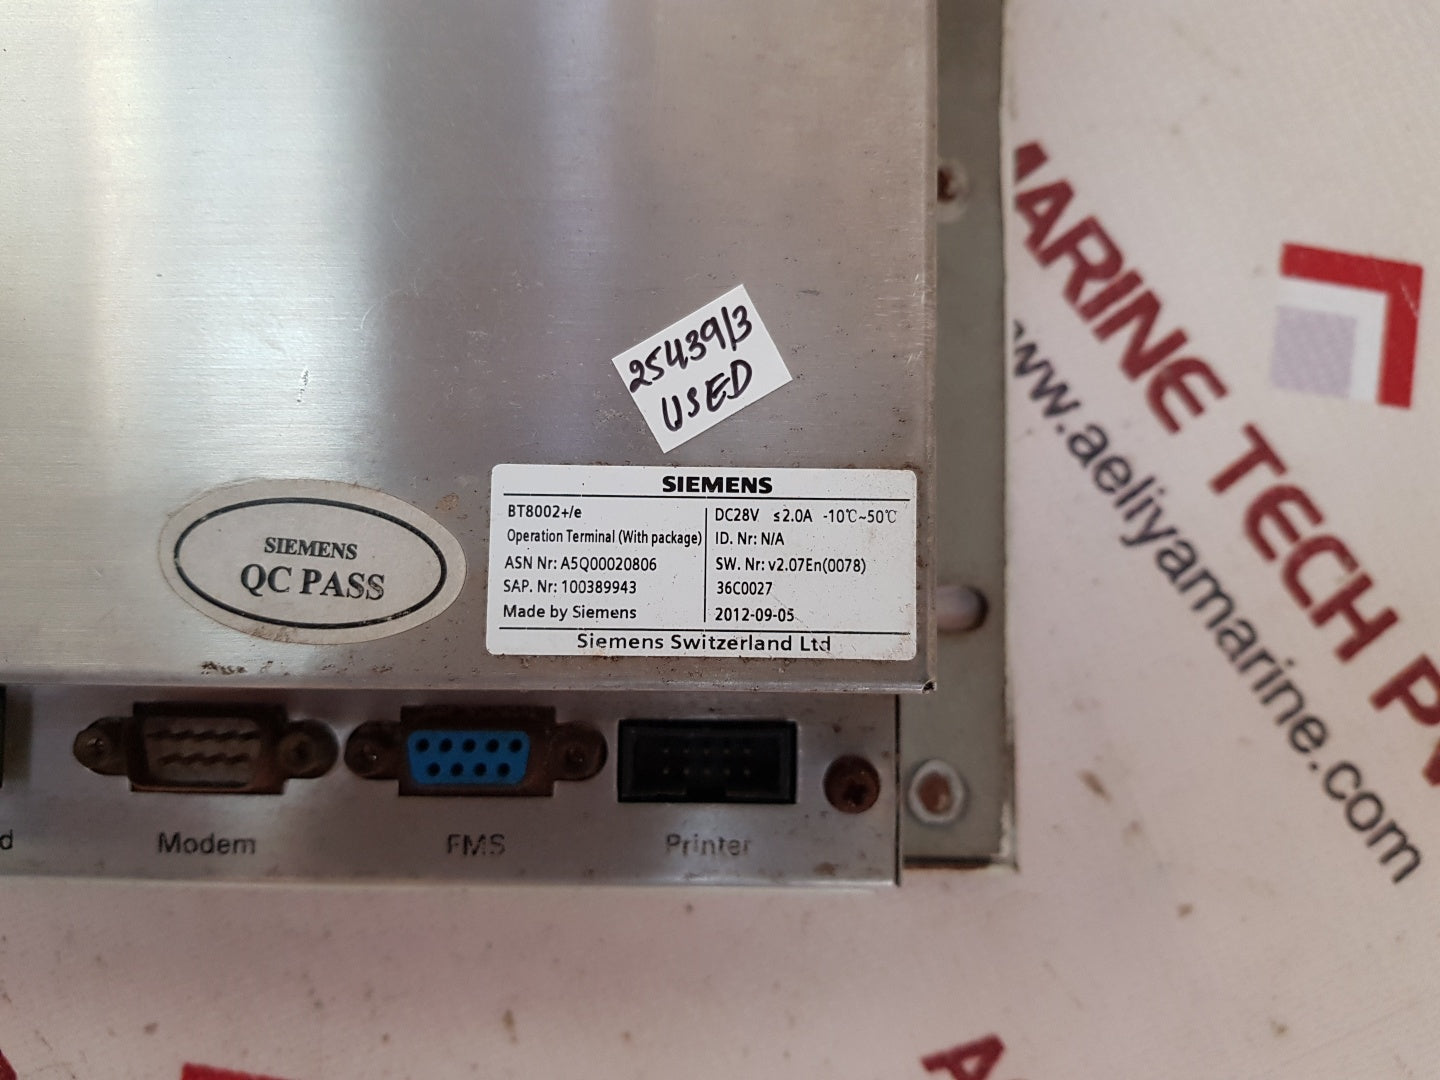 25439/3
USED
SIEMENS
BT8002+/e
Operation Terminal (With package)
ASN Nr: A5Q00020806
SAP. Nr: 100389943
Made by Siemens
DC28V ≤2.0A -10℃~50℃
ID. Nr: N/A
SW. Nr: v2.07En(0078)
36C0027
2012-09-05
Siemens Switzerland Ltd
SIEMENS
QC PASS
d
Modem
FMS
Printer
MARINE TECH PV
www.aeliyamarine.com